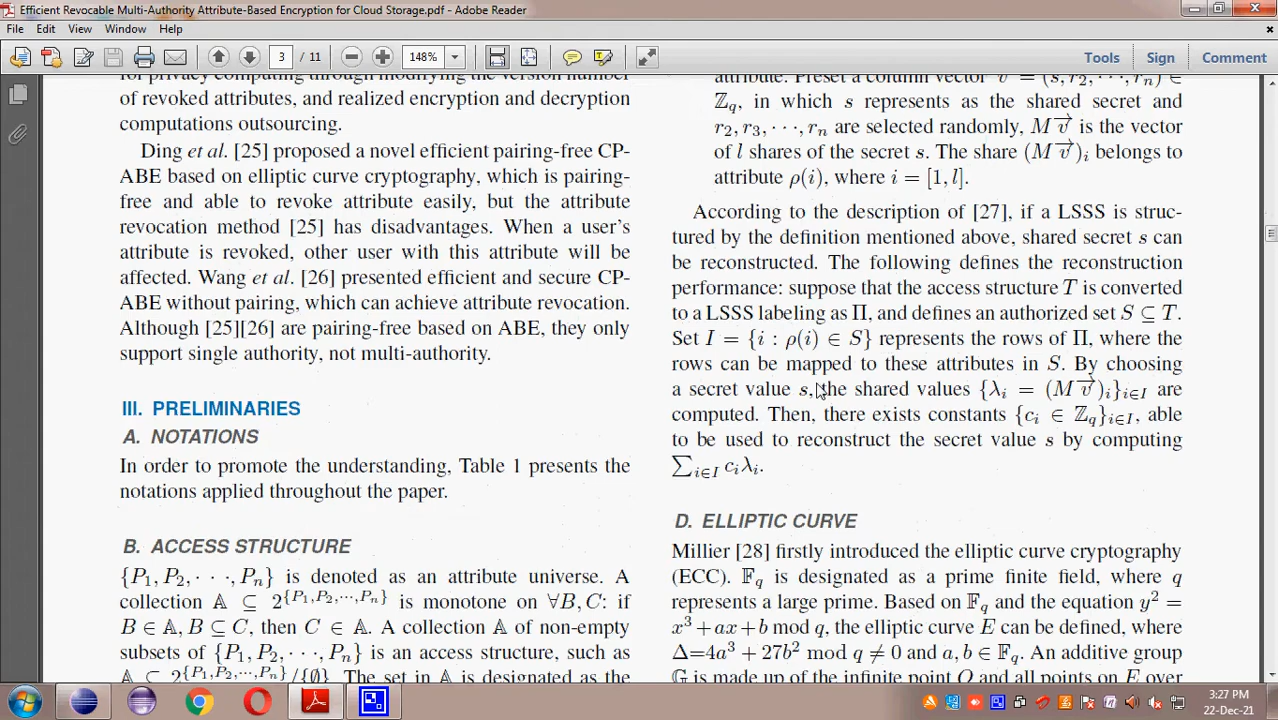 Efficient Revocable Multi-Authority Attribute-Based Encryption for Cloud Storage.pdf - Adobe Reader
File Edit View Window Help
3 / 11 148% Tools Sign Comment
for privacy computing through modifying the version number
of revoked attributes, and realized encryption and decryption
computations outsourcing.
Ding et al. [25] proposed a novel efficient pairing-free CP-
ABE based on elliptic curve cryptography, which is pairing-
free and able to revoke attribute easily, but the attribute
revocation method [25] has disadvantages. When a user's
attribute is revoked, other user with this attribute will be
affected. Wang et al. [26] presented efficient and secure CP-
ABE without pairing, which can achieve attribute revocation.
Although [25][26] are pairing-free based on ABE, they only
support single authority, not multi-authority.
III. PRELIMINARIES
A. NOTATIONS
In order to promote the understanding, Table 1 presents the
notations applied throughout the paper.
B. ACCESS STRUCTURE
{P₁, P₂, · · ·, Pₙ} is denoted as an attribute universe. A
collection 𝔸 ⊆ 2^{P₁,P₂,···,Pₙ} is monotone on ∀B, C: if
B ∈ 𝔸, B ⊆ C, then C ∈ 𝔸. A collection 𝔸 of non-empty
subsets of {P₁, P₂, · · ·, Pₙ} is an access structure, such as
𝔸 ⊆ 2^{P₁,P₂,···,Pₙ}/{∅}. The set in 𝔸 is designated as the
attribute. Preset a column vector v⃗ = (s, r₂, · · ·, rₙ) ∈
ℤq, in which s represents as the shared secret and
r₂, r₃, · · ·, rₙ are selected randomly, Mv⃗ is the vector
of l shares of the secret s. The share (Mv⃗)ᵢ belongs to
attribute ρ(i), where i = [1, l].
According to the description of [27], if a LSSS is struc-
tured by the definition mentioned above, shared secret s can
be reconstructed. The following defines the reconstruction
performance: suppose that the access structure T is converted
to a LSSS labeling as Π, and defines an authorized set S ⊆ T.
Set I = {i : ρ(i) ∈ S} represents the rows of Π, where the
rows can be mapped to these attributes in S. By choosing
a secret value s, the shared values {λᵢ = (Mv⃗)ᵢ}ᵢ∈I are
computed. Then, there exists constants {cᵢ ∈ ℤq}ᵢ∈I, able
to be used to reconstruct the secret value s by computing
∑ᵢ∈I cᵢλᵢ.
D. ELLIPTIC CURVE
Millier [28] firstly introduced the elliptic curve cryptography
(ECC). 𝔽q is designated as a prime finite field, where q
represents a large prime. Based on 𝔽q and the equation y² =
x³ + ax + b mod q, the elliptic curve E can be defined, where
Δ=4a³ + 27b² mod q ≠ 0 and a, b ∈ 𝔽q. An additive group
𝔾 is made up of the infinite point O and all points on E over
3:27 PM
22-Dec-21